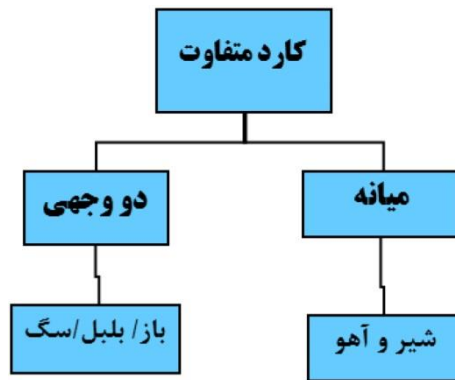 کارد متفاوت
میانه
دو وجهی
شیر و آهو
باز/ بلبل/سگ